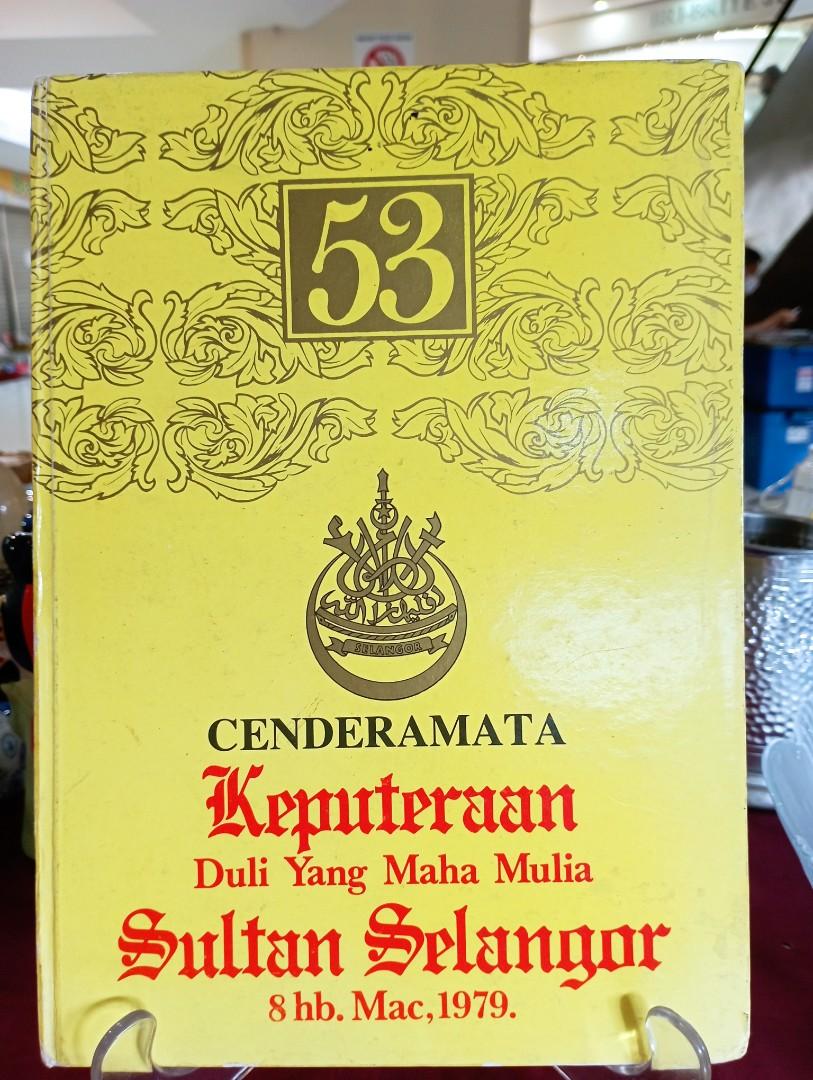 53
SELANGOR
CENDERAMATA
Keputeraan
Duli Yang Maha Mulia
Sultan Selangor
8 hb. Mac, 1979.